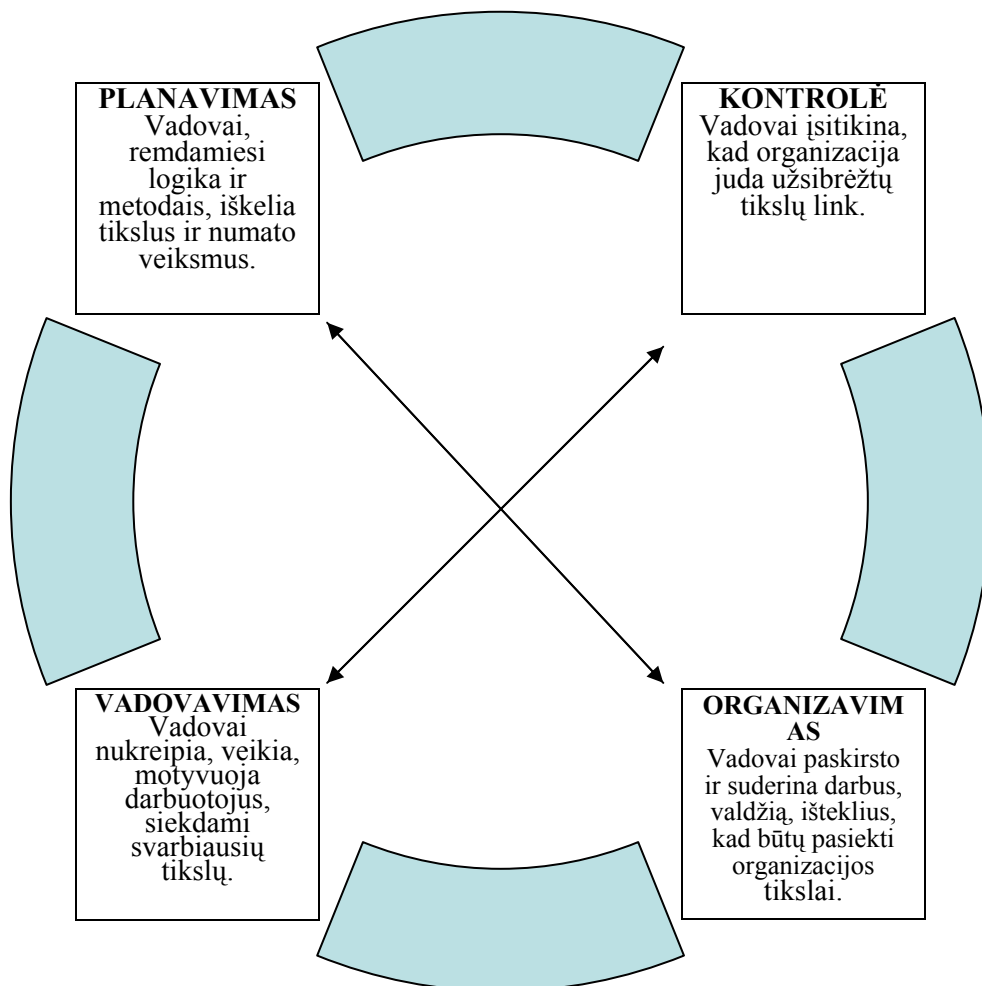 PLANAVIMAS
Vadovai,
remdamiesi
logika ir
metodais, iškelia
tikslus ir numato
veiksmus.
KONTROLĖ
Vadovai įsitikina,
kad organizacija
juda užsibrėžtų
tikslų link.
VADOVAVIMAS
Vadovai
nukreipia, veikia,
motyvuoja
darbuotojus,
siekdami
svarbiausių
tikslų.
ORGANIZAVIM
AS
Vadovai paskirsto
ir suderina darbus,
valdžią, išteklius,
kad būtų pasiekti
organizacijos
tikslai.